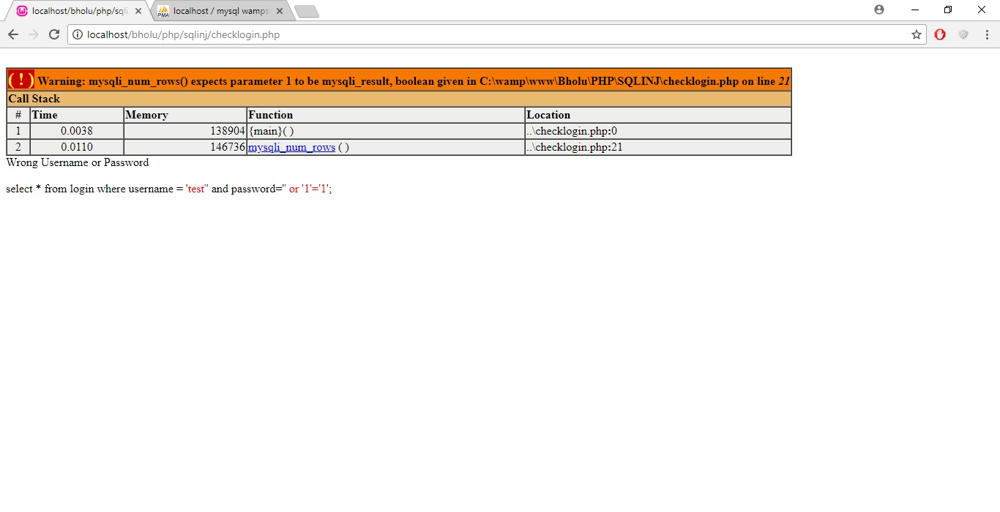 localhost/bholu/php/sqli
localhost / mysql wamps
localhost/bholu/php/sqlinj/checklogin.php
( ! ) Warning: mysqli_num_rows() expects parameter 1 to be mysqli_result, boolean given in C:\wamp\www\Bholu\PHP\SQLINJ\checklogin.php on line 21
Call Stack
# Time Memory Function Location
1 0.0038 138904 {main}( ) ..\checklogin.php:0
2 0.0110 146736 mysqli_num_rows ( ) ..\checklogin.php:21
Wrong Username or Password
select * from login where username = 'test'' and password='' or '1'='1';